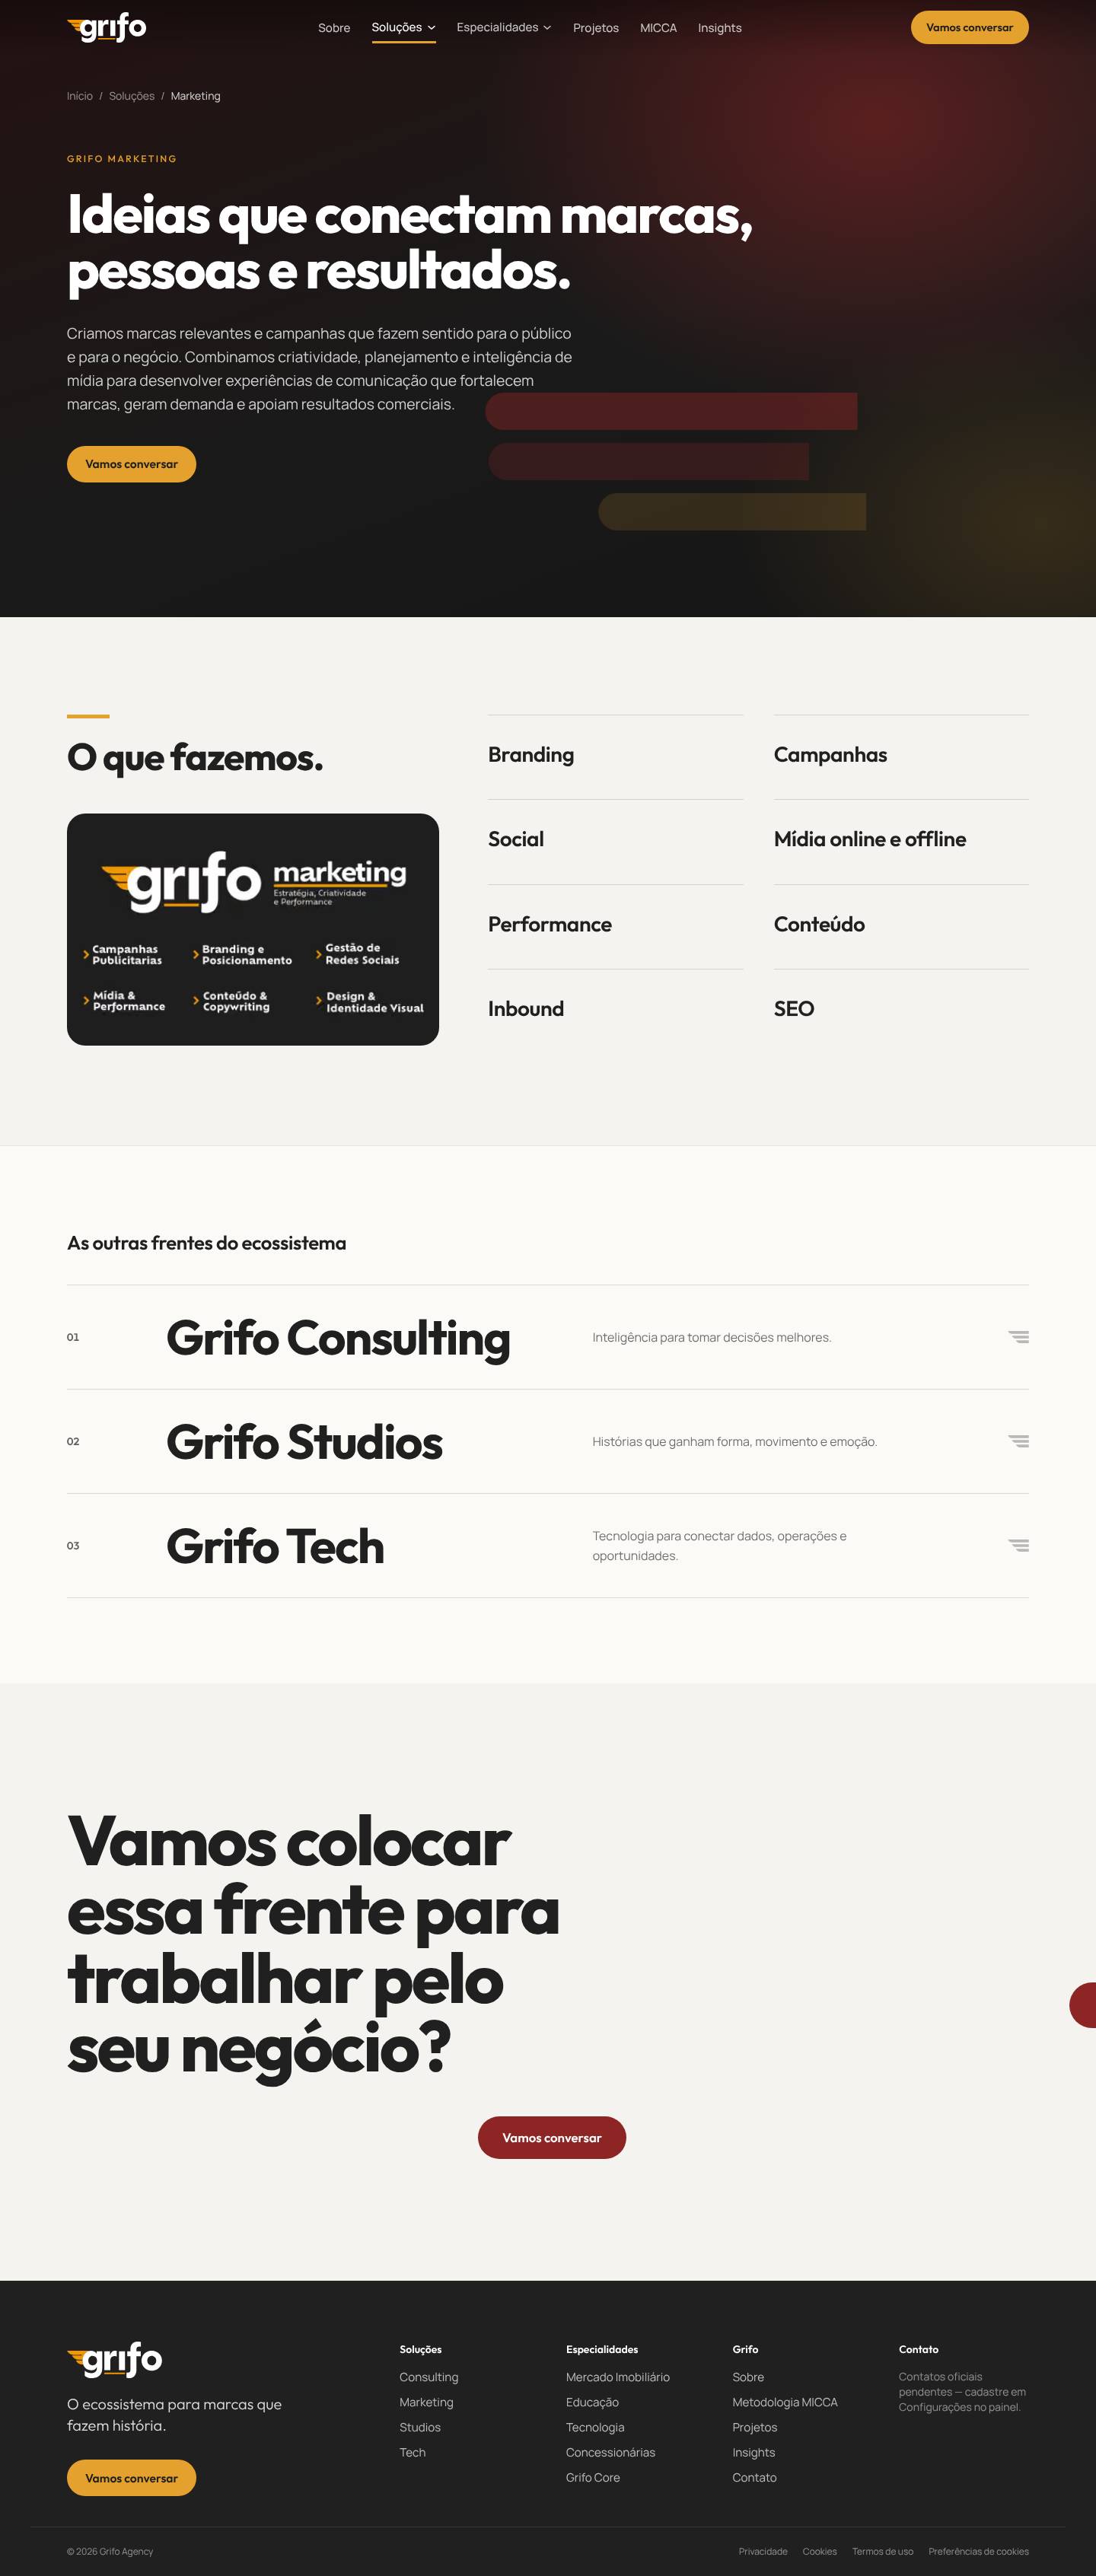 grifo
Sobre
Soluções
Especialidades
Projetos
MICCA
Insights
Vamos conversar
Início / Soluções / Marketing
GRIFO MARKETING
Ideias que conectam marcas,
pessoas e resultados.
Criamos marcas relevantes e campanhas que fazem sentido para o público
e para o negócio. Combinamos criatividade, planejamento e inteligência de
mídia para desenvolver experiências de comunicação que fortalecem
marcas, geram demanda e apoiam resultados comerciais.
Vamos conversar
O que fazemos.
grifo marketing
Estratégia, Criatividade
e Performance
Campanhas
Publicitarias
Branding e
Posicionamento
Gestão de
Redes Sociais
Mídia &
Performance
Conteúdo &
Copywriting
Design &
Identidade Visual
Branding
Campanhas
Social
Mídia online e offline
Performance
Conteúdo
Inbound
SEO
As outras frentes do ecossistema
01
Grifo Consulting
Inteligência para tomar decisões melhores.
02
Grifo Studios
Histórias que ganham forma, movimento e emoção.
03
Grifo Tech
Tecnologia para conectar dados, operações e
oportunidades.
Vamos colocar
essa frente para
trabalhar pelo
seu negócio?
Vamos conversar
grifo
O ecossistema para marcas que
fazem história.
Vamos conversar
Soluções
Consulting
Marketing
Studios
Tech
Especialidades
Mercado Imobiliário
Educação
Tecnologia
Concessionárias
Grifo Core
Grifo
Sobre
Metodologia MICCA
Projetos
Insights
Contato
Contato
Contatos oficiais
pendentes — cadastre em
Configurações no painel.
© 2026 Grifo Agency
Privacidade
Cookies
Termos de uso
Preferências de cookies